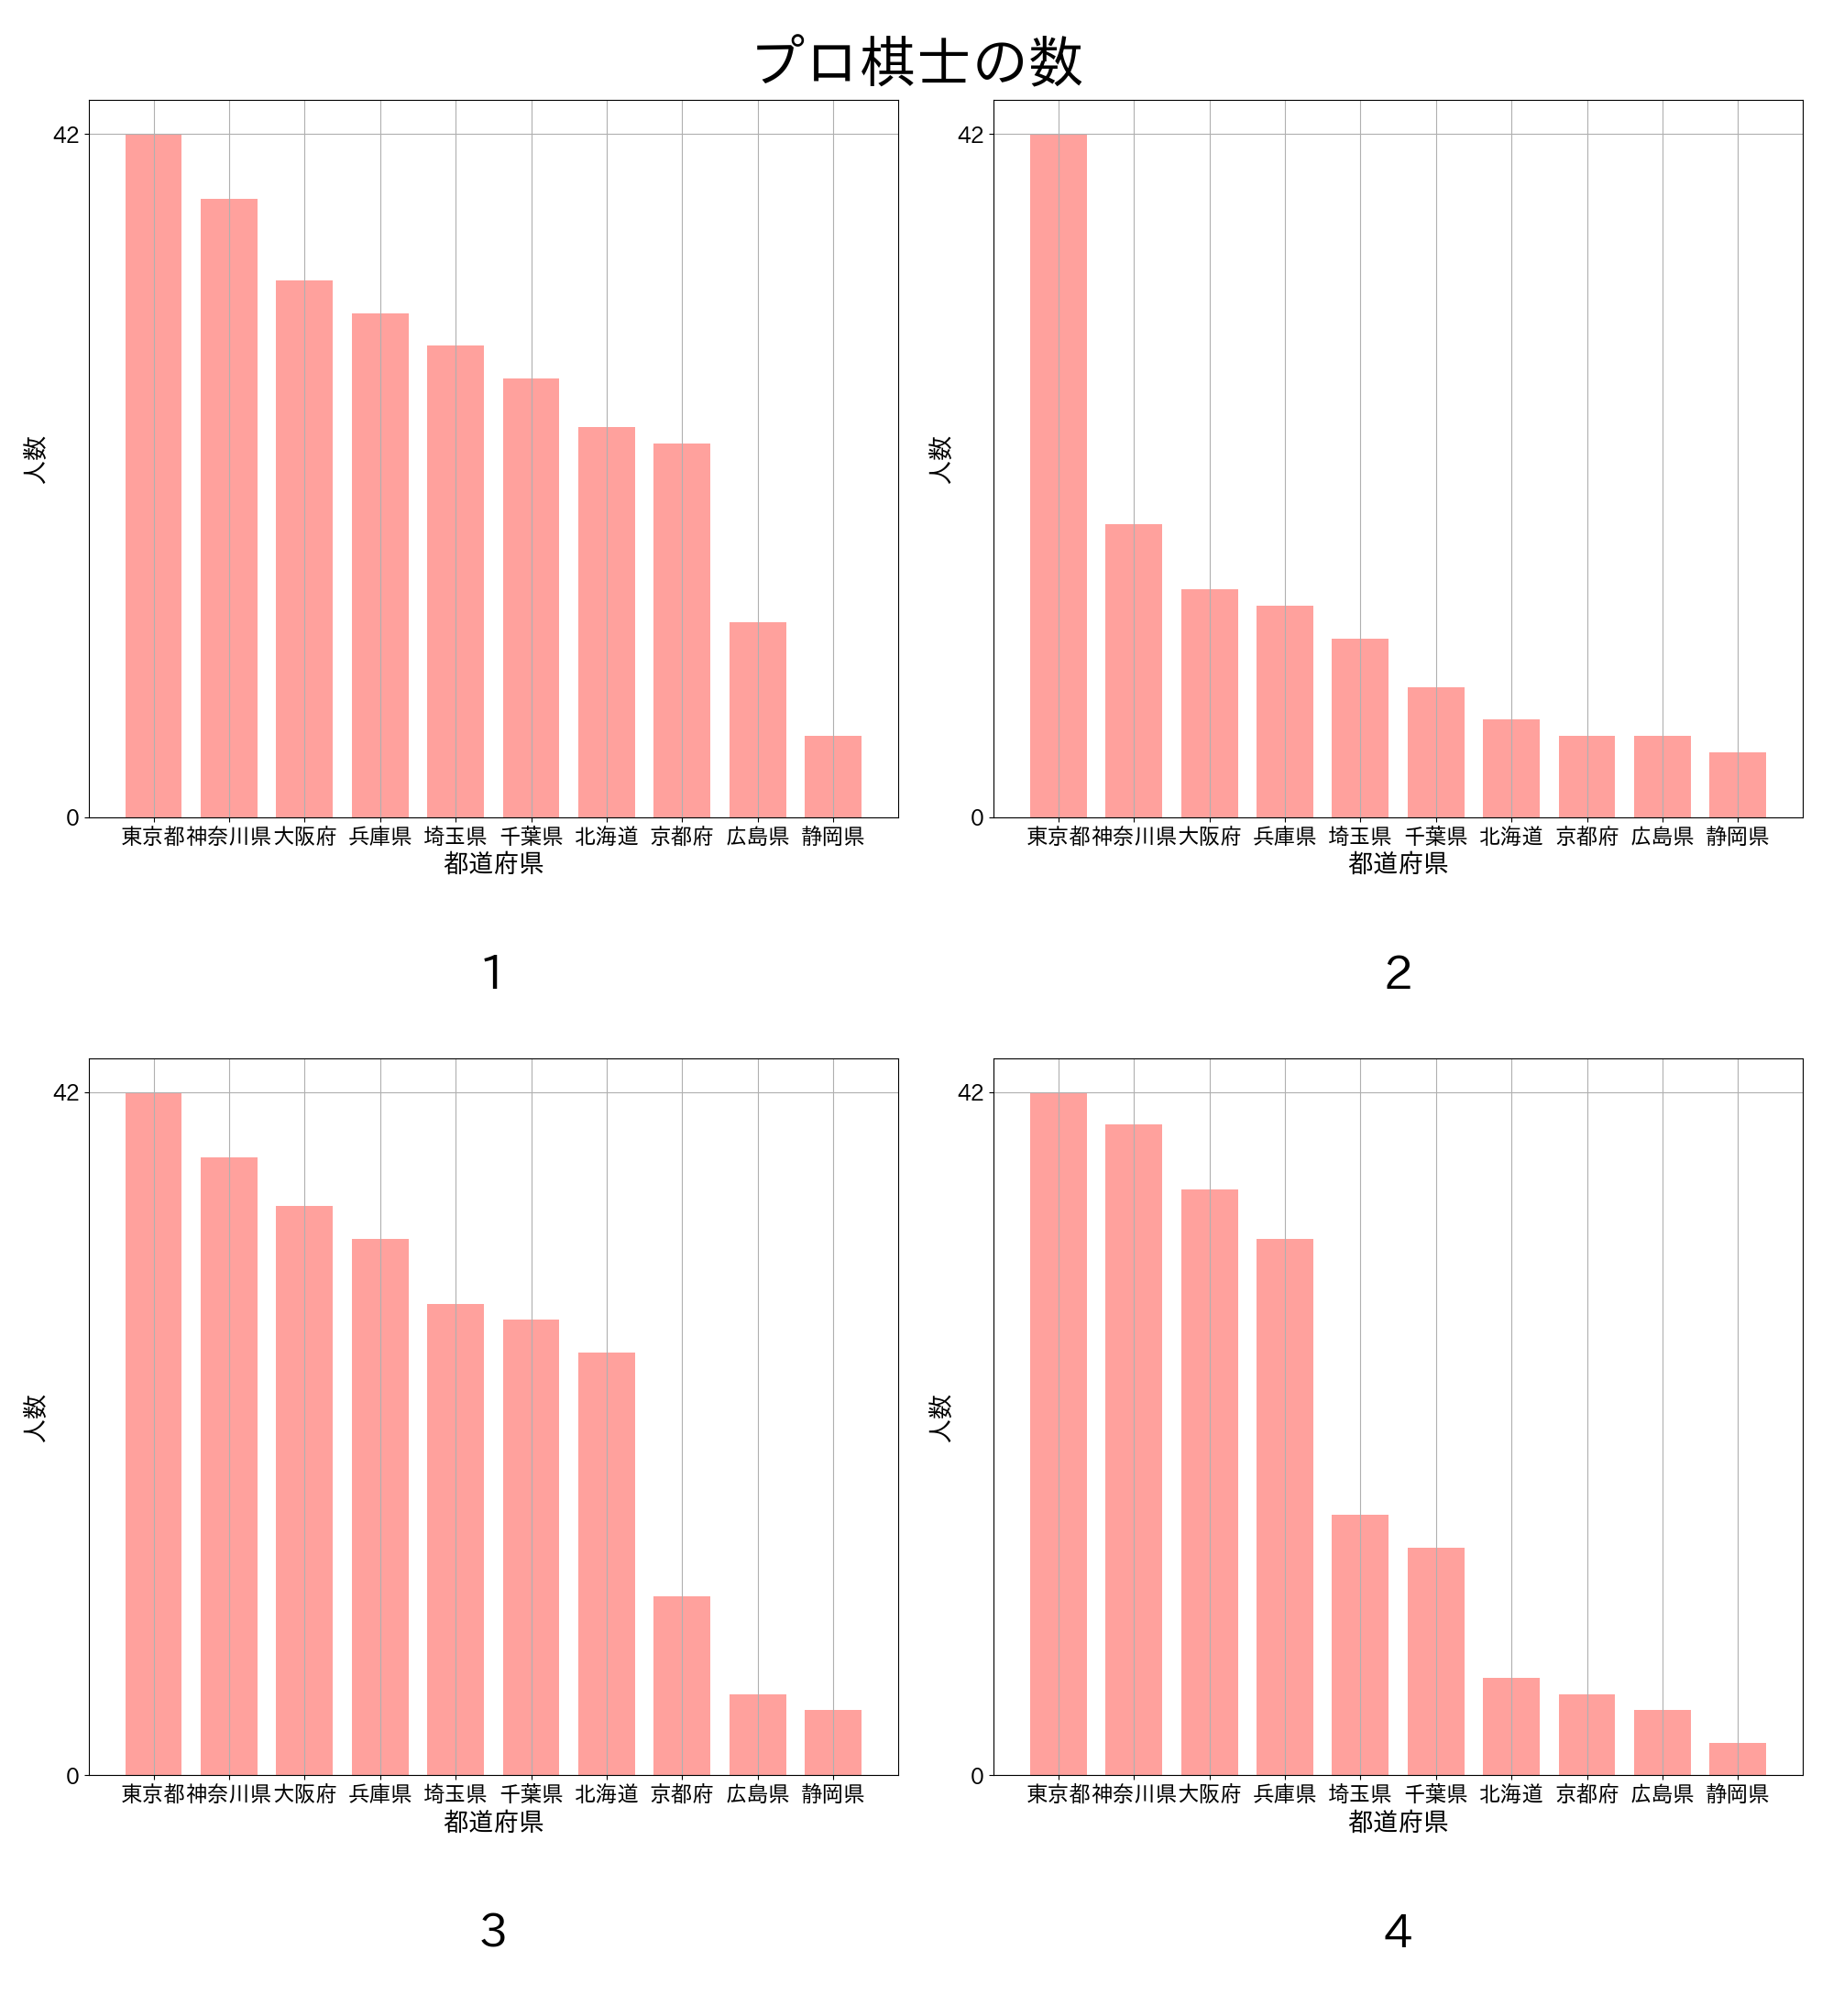 プロ棋士の数
42
0
人数
東京都 神奈川県 大阪府 兵庫県 埼玉県 千葉県 北海道 京都府 広島県 静岡県
都道府県
1
42
0
人数
東京都 神奈川県 大阪府 兵庫県 埼玉県 千葉県 北海道 京都府 広島県 静岡県
都道府県
2
42
0
人数
東京都 神奈川県 大阪府 兵庫県 埼玉県 千葉県 北海道 京都府 広島県 静岡県
都道府県
3
42
0
人数
東京都 神奈川県 大阪府 兵庫県 埼玉県 千葉県 北海道 京都府 広島県 静岡県
都道府県
4